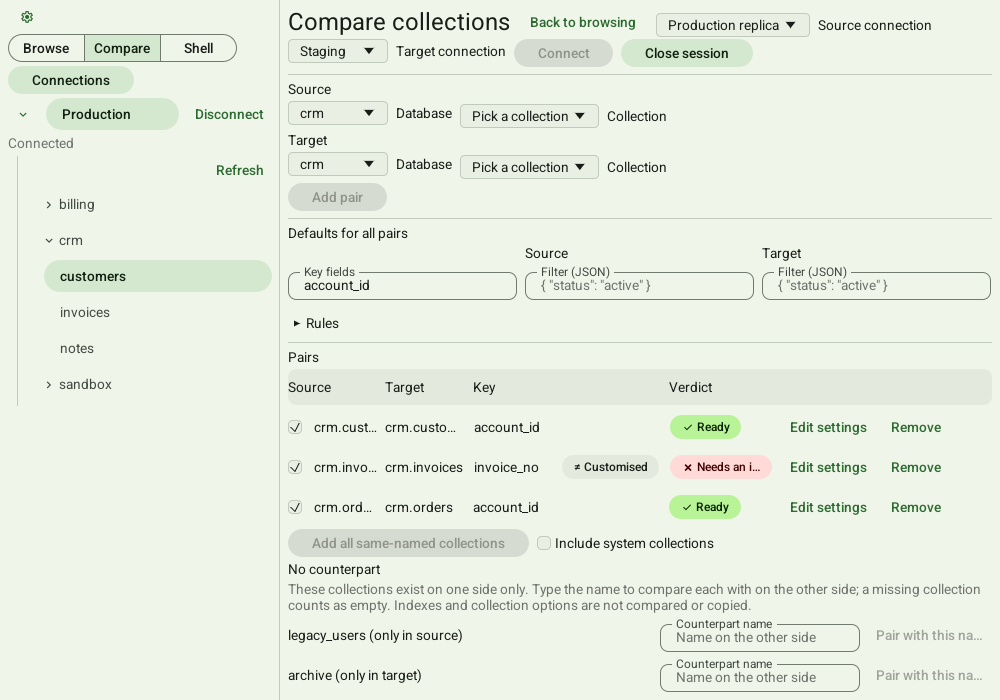 Browse
Compare
Shell
Connections
Production
Disconnect
Connected
Refresh
billing
crm
customers
invoices
notes
sandbox
Compare collections
Back to browsing
Production replica
Source connection
Staging
Target connection
Connect
Close session
Source
crm
Database
Pick a collection
Collection
Target
crm
Database
Pick a collection
Collection
Add pair
Defaults for all pairs
Source
Target
Key fields
account_id
Filter (JSON)
{ "status": "active" }
Filter (JSON)
{ "status": "active" }
Rules
Pairs
Source Target Key Verdict
crm.cust… crm.custo… account_id ✓ Ready Edit settings Remove
crm.invo… crm.invoices invoice_no ≠ Customised ✕ Needs an i… Edit settings Remove
crm.ord… crm.orders account_id ✓ Ready Edit settings Remove
Add all same-named collections
Include system collections
No counterpart
These collections exist on one side only. Type the name to compare each with on the other side; a missing collection
counts as empty. Indexes and collection options are not compared or copied.
legacy_users (only in source)
Counterpart name
Name on the other side
Pair with this na…
archive (only in target)
Counterpart name
Name on the other side
Pair with this na…